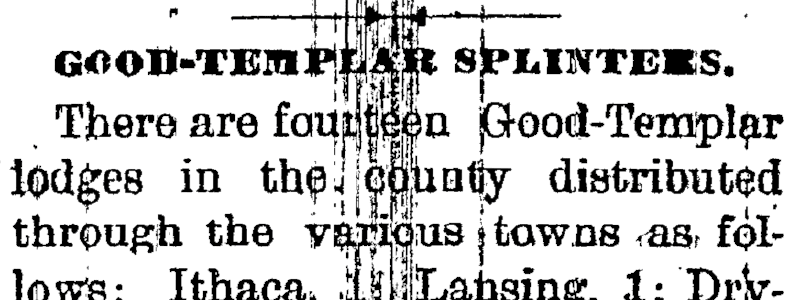 GOOD-TEMPLAR SPLINTERS.
There are fourteen Good-Templar
lodges in the county distributed
through the various towns as fol-
lows: Ithaca, 1; Lansing, 1; Dry-